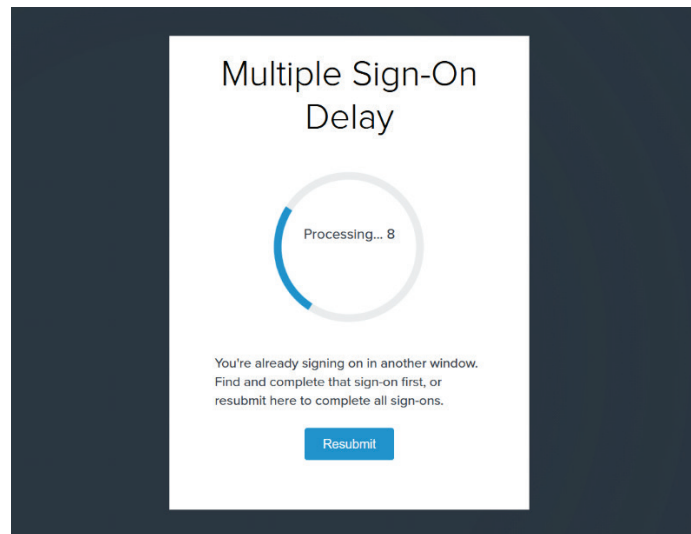 Multiple Sign-On
Delay
Processing... 8
You're already signing on in another window.
Find and complete that sign-on first, or
resubmit here to complete all sign-ons.
Resubmit